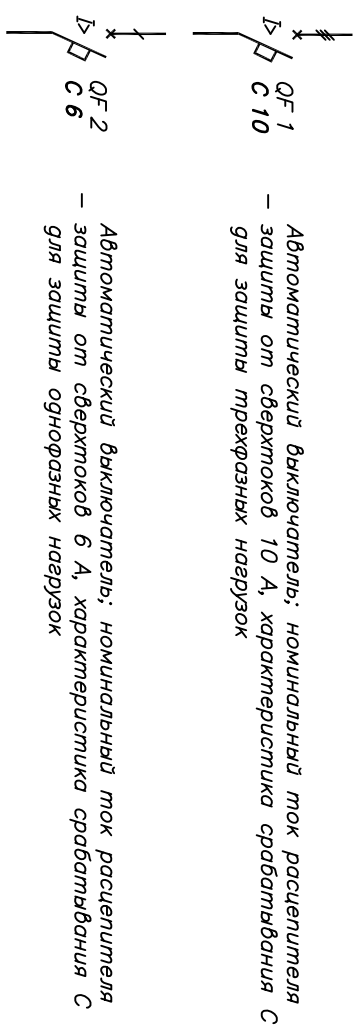 I>
QF 1
C 10
Автоматический выключатель; номинальный ток расцепителя
– защиты от сверхтоков 10 А, характеристика срабатывания С
для защиты трехфазных нагрузок
I>
QF 2
C 6
Автоматический выключатель; номинальный ток расцепителя
– защиты от сверхтоков 6 А, характеристика срабатывания С
для защиты однофазных нагрузок